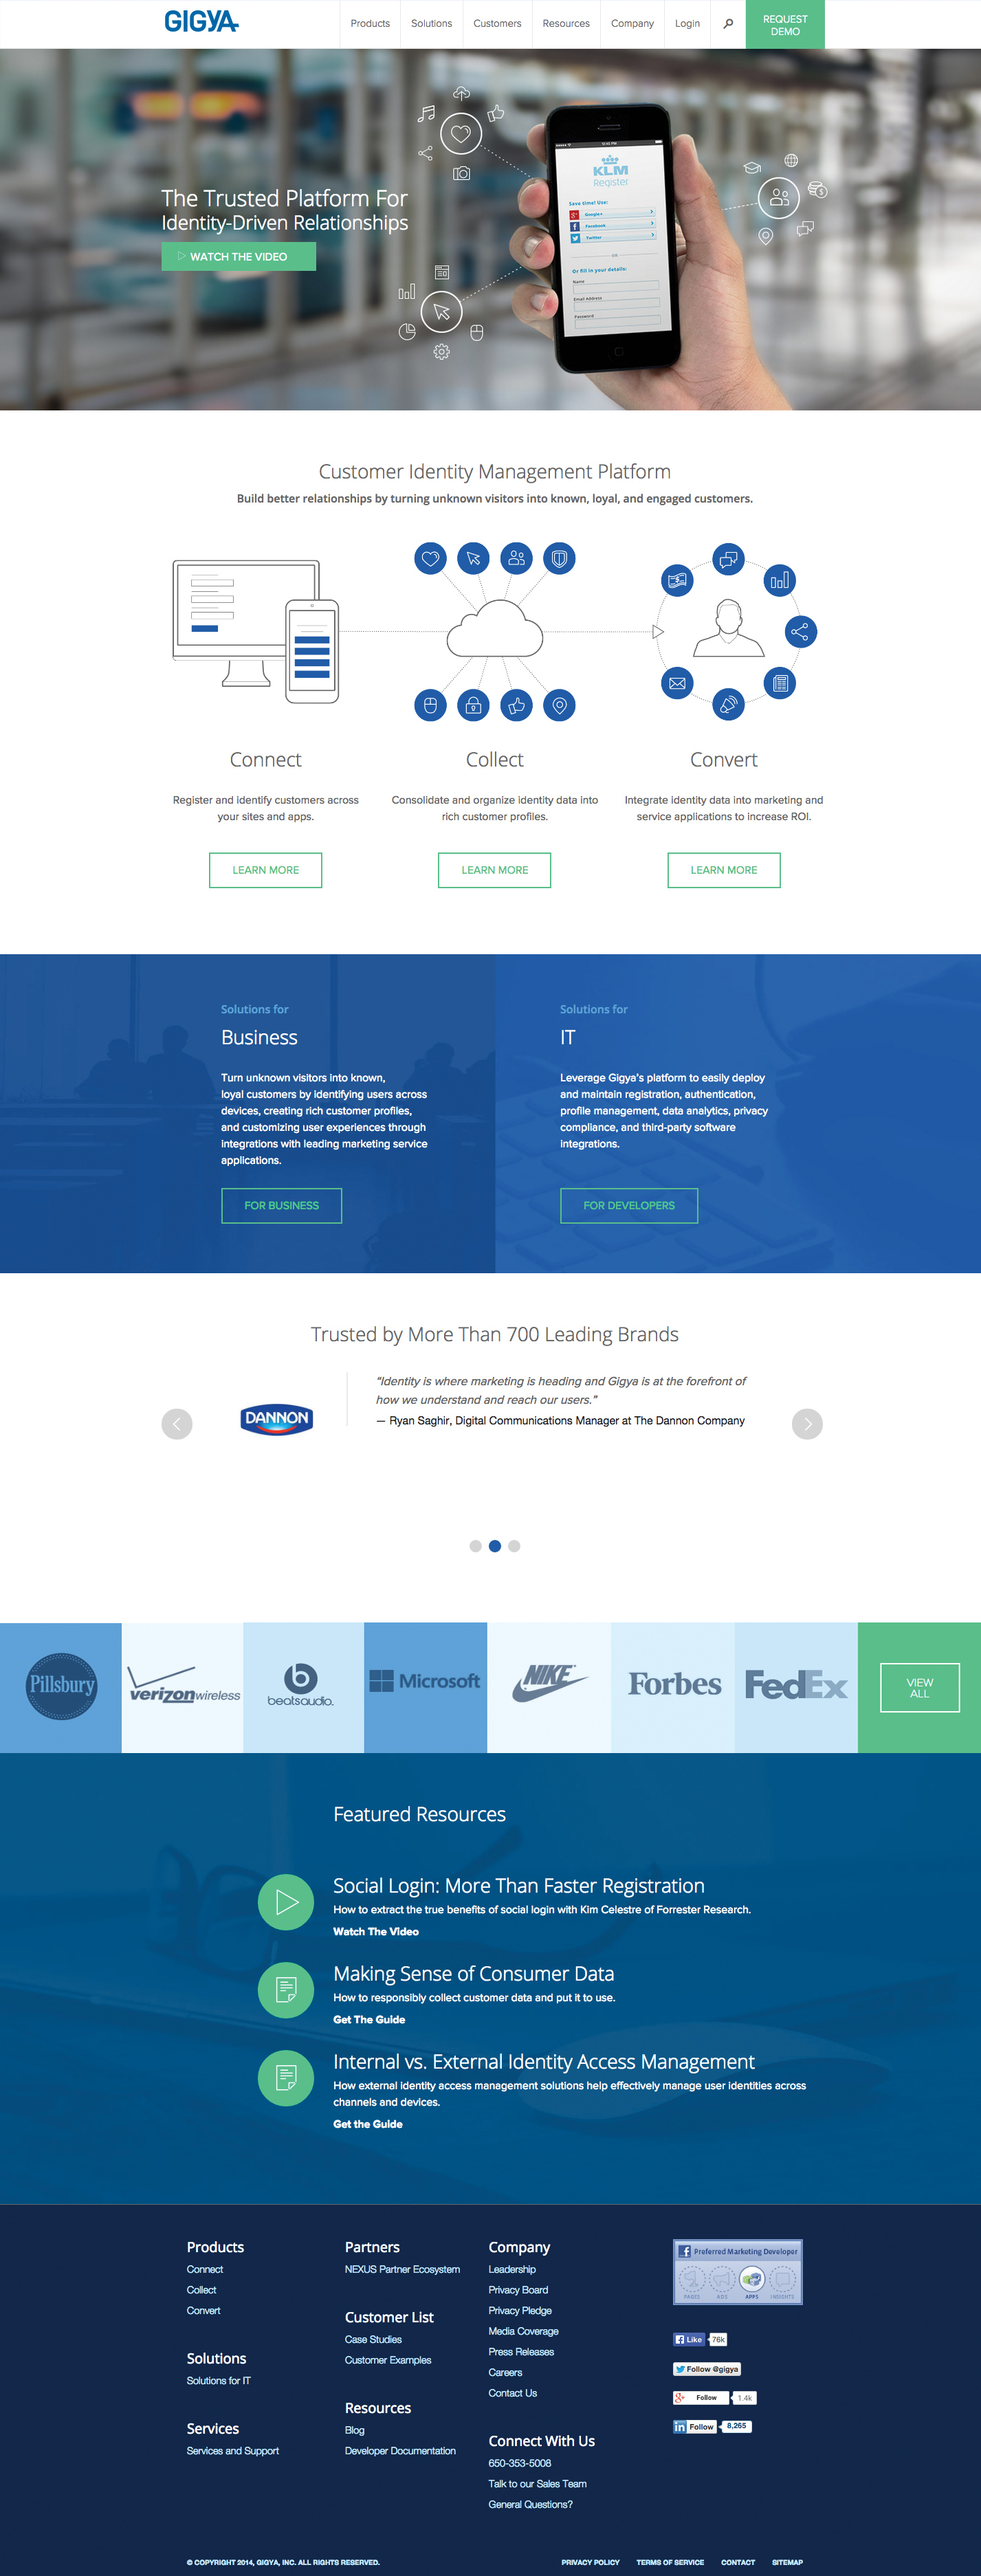 GIGYA
Products
Solutions
Customers
Resources
Company
Login
REQUEST
DEMO
The Trusted Platform For
Identity-Driven Relationships
WATCH THE VIDEO
12:45 PM
KLM
Register
Save time! Use:
Google+
Facebook
Twitter
OR
Or fill in your details:
Name
Email Address
Password
Customer Identity Management Platform
Build better relationships by turning unknown visitors into known, loyal, and engaged customers.
Connect
Register and identify customers across
your sites and apps.
LEARN MORE
Collect
Consolidate and organize identity data into
rich customer profiles.
LEARN MORE
Convert
Integrate identity data into marketing and
service applications to increase ROI.
LEARN MORE
Solutions for
Business
Turn unknown visitors into known,
loyal customers by identifying users across
devices, creating rich customer profiles,
and customizing user experiences through
integrations with leading marketing service
applications.
FOR BUSINESS
Solutions for
IT
Leverage Gigya's platform to easily deploy
and maintain registration, authentication,
profile management, data analytics, privacy
compliance, and third-party software
integrations.
FOR DEVELOPERS
Trusted by More Than 700 Leading Brands
DANNON
"Identity is where marketing is heading and Gigya is at the forefront of
how we understand and reach our users."
— Ryan Saghir, Digital Communications Manager at The Dannon Company
Pillsbury
verizonwireless
beatsaudio.
Microsoft
NIKE
Forbes
FedEx
VIEW
ALL
Featured Resources
Social Login: More Than Faster Registration
How to extract the true benefits of social login with Kim Celestre of Forrester Research.
Watch The Video
Making Sense of Consumer Data
How to responsibly collect customer data and put it to use.
Get The Guide
Internal vs. External Identity Access Management
How external identity access management solutions help effectively manage user identities across
channels and devices.
Get the Guide
Products
Connect
Collect
Convert
Solutions
Solutions for IT
Services
Services and Support
Partners
NEXUS Partner Ecosystem
Customer List
Case Studies
Customer Examples
Resources
Blog
Developer Documentation
Company
Leadership
Privacy Board
Privacy Pledge
Media Coverage
Press Releases
Careers
Contact Us
Connect With Us
650-353-5008
Talk to our Sales Team
General Questions?
Preferred Marketing Developer
PAGES ADS APPS INSIGHTS
Like 76k
Follow @gigya
Follow 1.4k
Follow 8,265
© COPYRIGHT 2014, GIGYA, INC. ALL RIGHTS RESERVED.
PRIVACY POLICY
TERMS OF SERVICE
CONTACT
SITEMAP